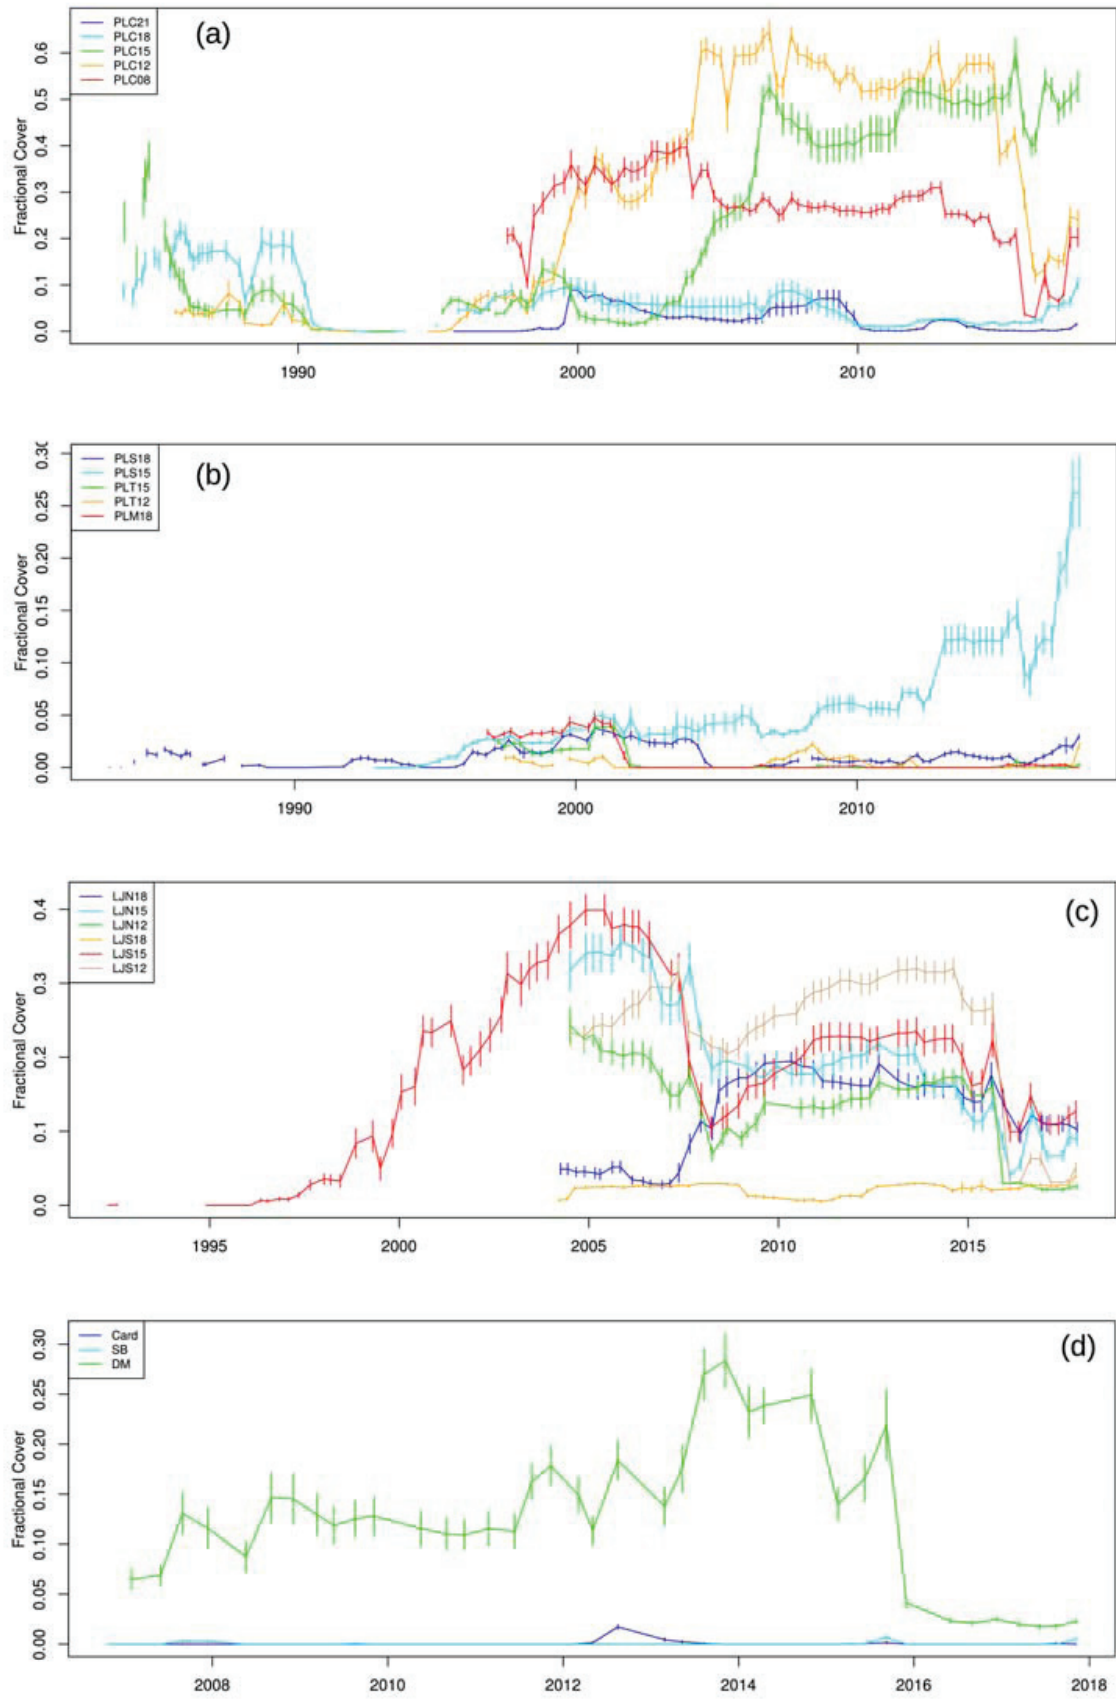 PLC21
PLC18
PLC15
PLC12
PLC08
(a)
Fractional Cover
0.6
0.5
0.4
0.3
0.2
0.1
0.0
1990 2000 2010
PLS18
PLS15
PLT15
PLT12
PLM18
(b)
Fractional Cover
0.30
0.25
0.20
0.15
0.10
0.05
0.00
1990 2000 2010
LJN18
LJN15
LJN12
LJS18
LJS15
LJS12
(c)
Fractional Cover
0.4
0.3
0.2
0.1
0.0
1995 2000 2005 2010 2015
Card
SB
DM
(d)
Fractional Cover
0.30
0.25
0.20
0.15
0.10
0.05
0.00
2008 2010 2012 2014 2016 2018